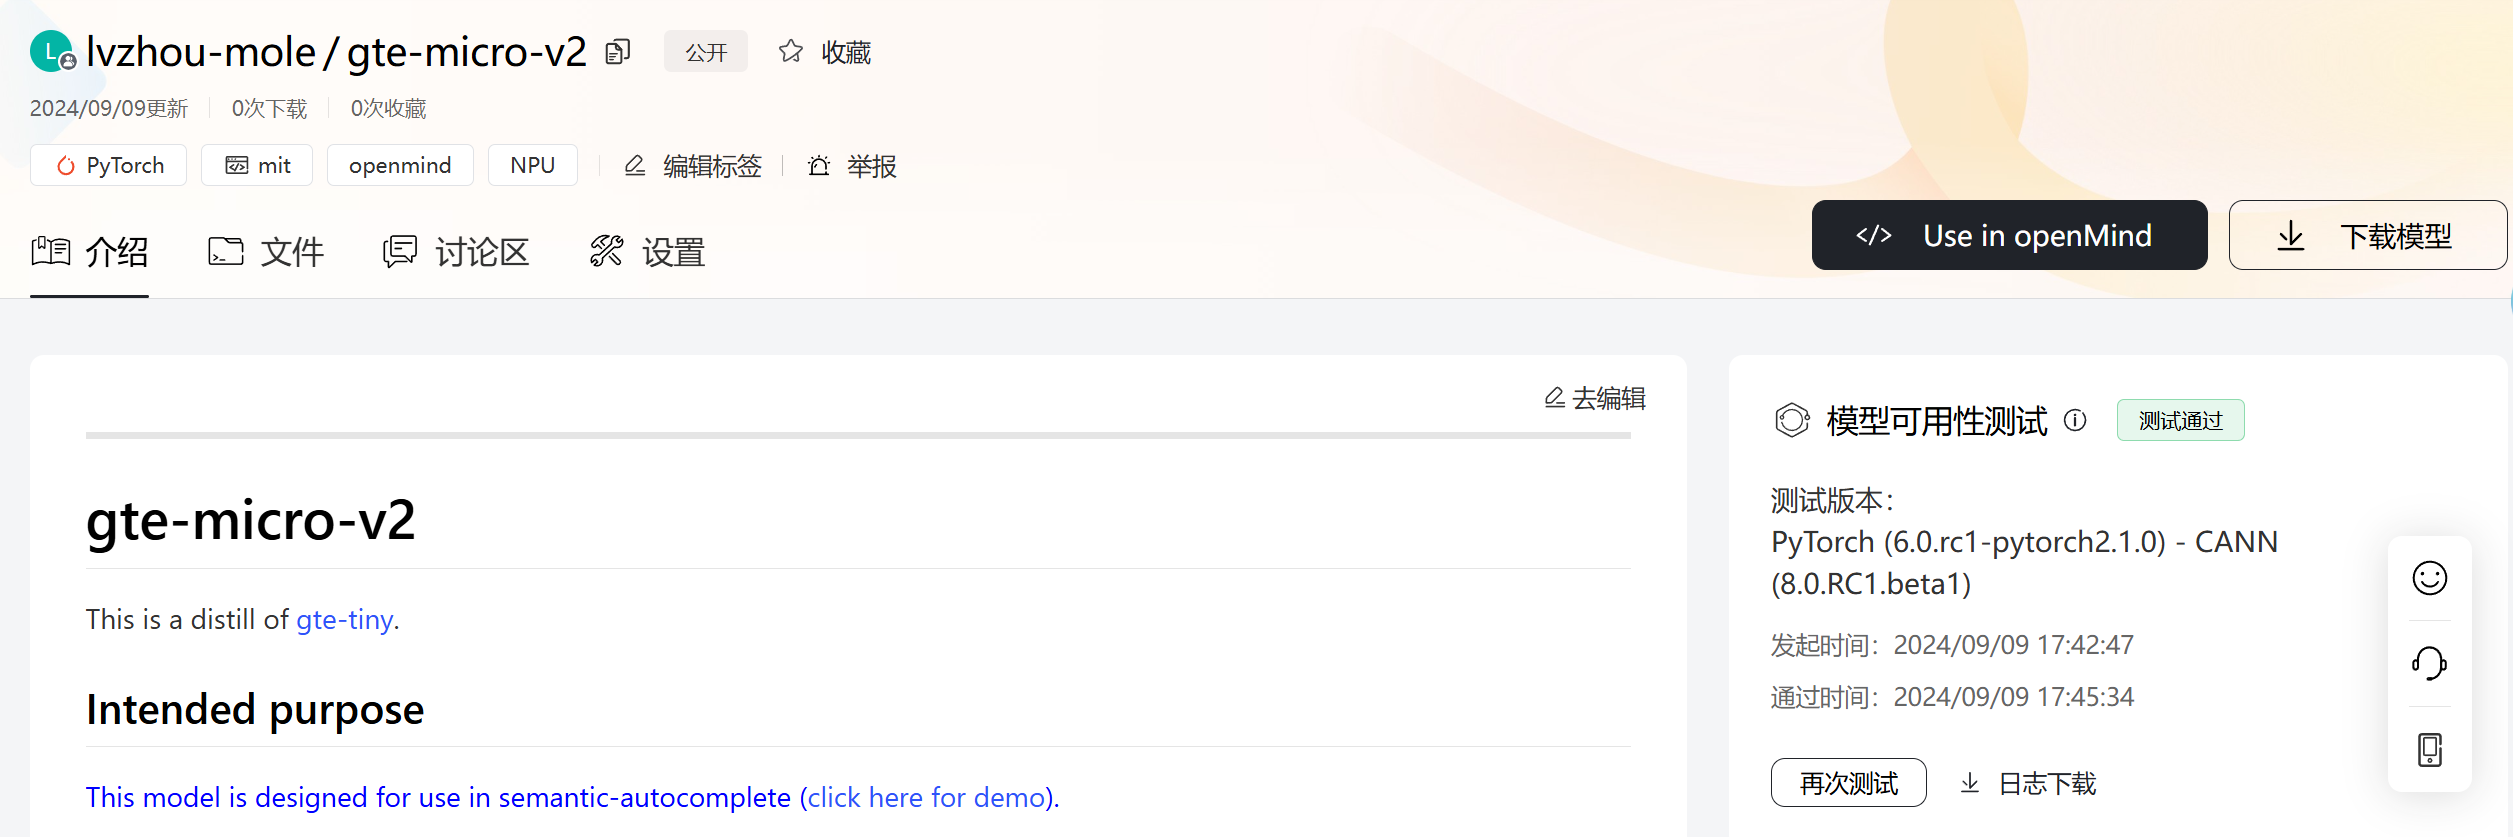 L lvzhou-mole / gte-micro-v2 公开 收藏
2024/09/09更新 0次下载 0次收藏
PyTorch mit openmind NPU 编辑标签 举报
介绍 文件 讨论区 设置
</> Use in openMind 下载模型
去编辑
gte-micro-v2
This is a distill of gte-tiny.
Intended purpose
This model is designed for use in semantic-autocomplete (click here for demo).
模型可用性测试 测试通过
测试版本：
PyTorch (6.0.rc1-pytorch2.1.0) - CANN
(8.0.RC1.beta1)
发起时间：2024/09/09 17:42:47
通过时间：2024/09/09 17:45:34
再次测试 日志下载